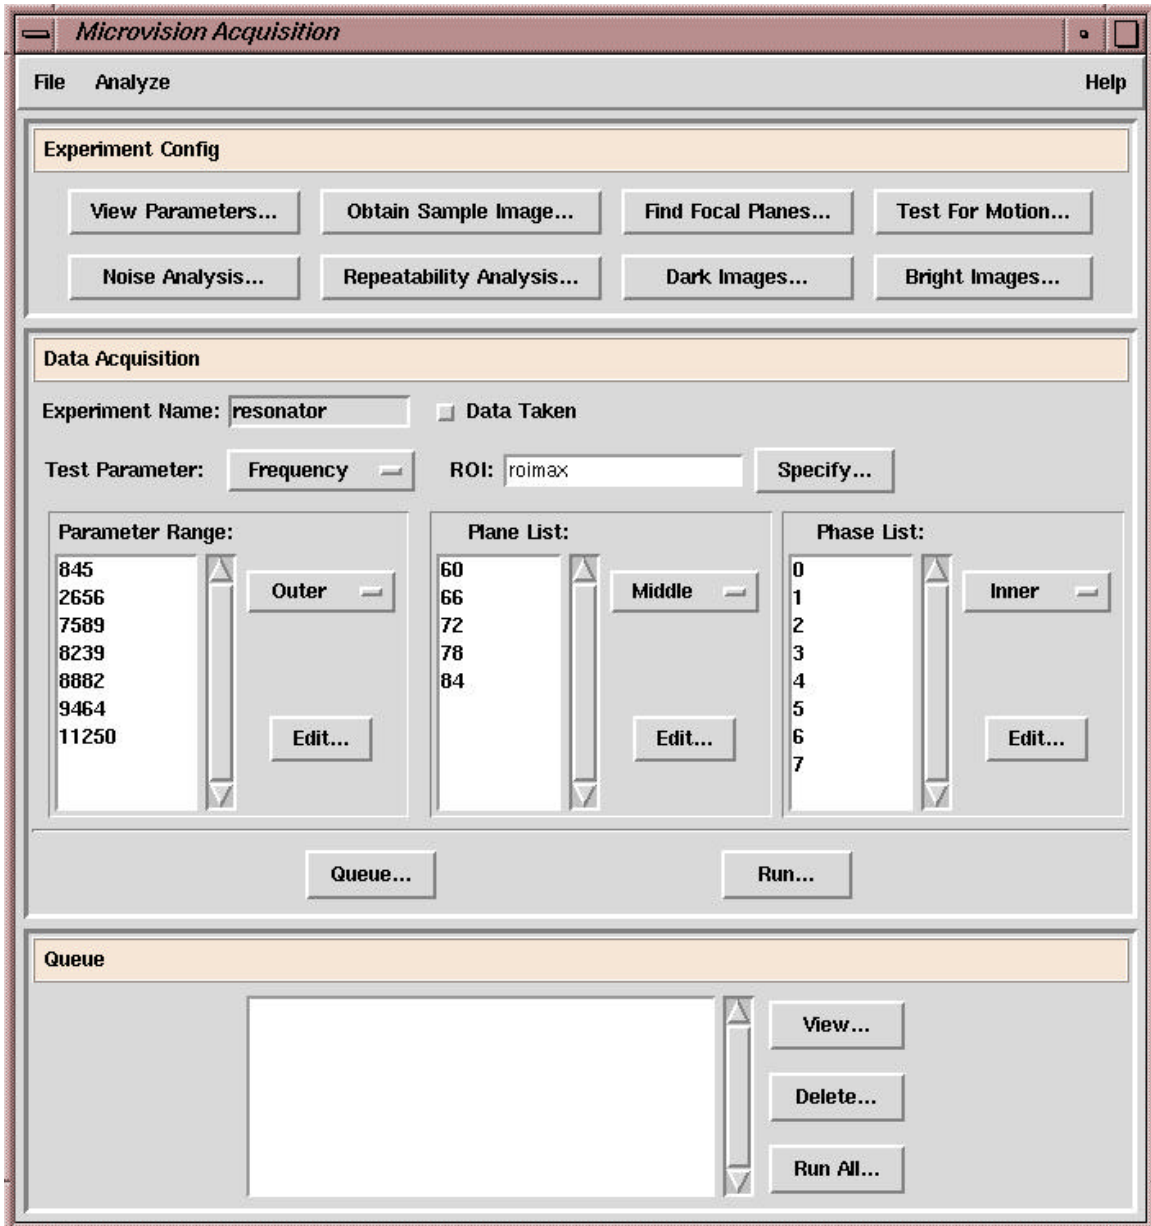 Microvision Acquisition
File Analyze Help
Experiment Config
View Parameters... Obtain Sample Image... Find Focal Planes... Test For Motion...
Noise Analysis... Repeatability Analysis... Dark Images... Bright Images...
Data Acquisition
Experiment Name: resonator Data Taken
Test Parameter: Frequency ROI: roimax Specify...
Parameter Range:
845
2656
7589
8239
8882
9464
11250
Outer
Edit...
Plane List:
60
66
72
78
84
Middle
Edit...
Phase List:
0
1
2
3
4
5
6
7
Inner
Edit...
Queue... Run...
Queue
View...
Delete...
Run All...